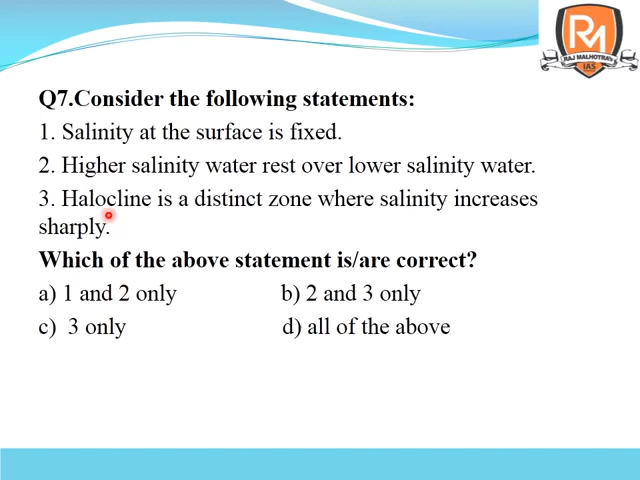 RM
RAJ MALHOTRA's
IAS
Q7.Consider the following statements:
1. Salinity at the surface is fixed.
2. Higher salinity water rest over lower salinity water.
3. Halocline is a distinct zone where salinity increases
sharply.
Which of the above statement is/are correct?
a) 1 and 2 only b) 2 and 3 only
c) 3 only d) all of the above